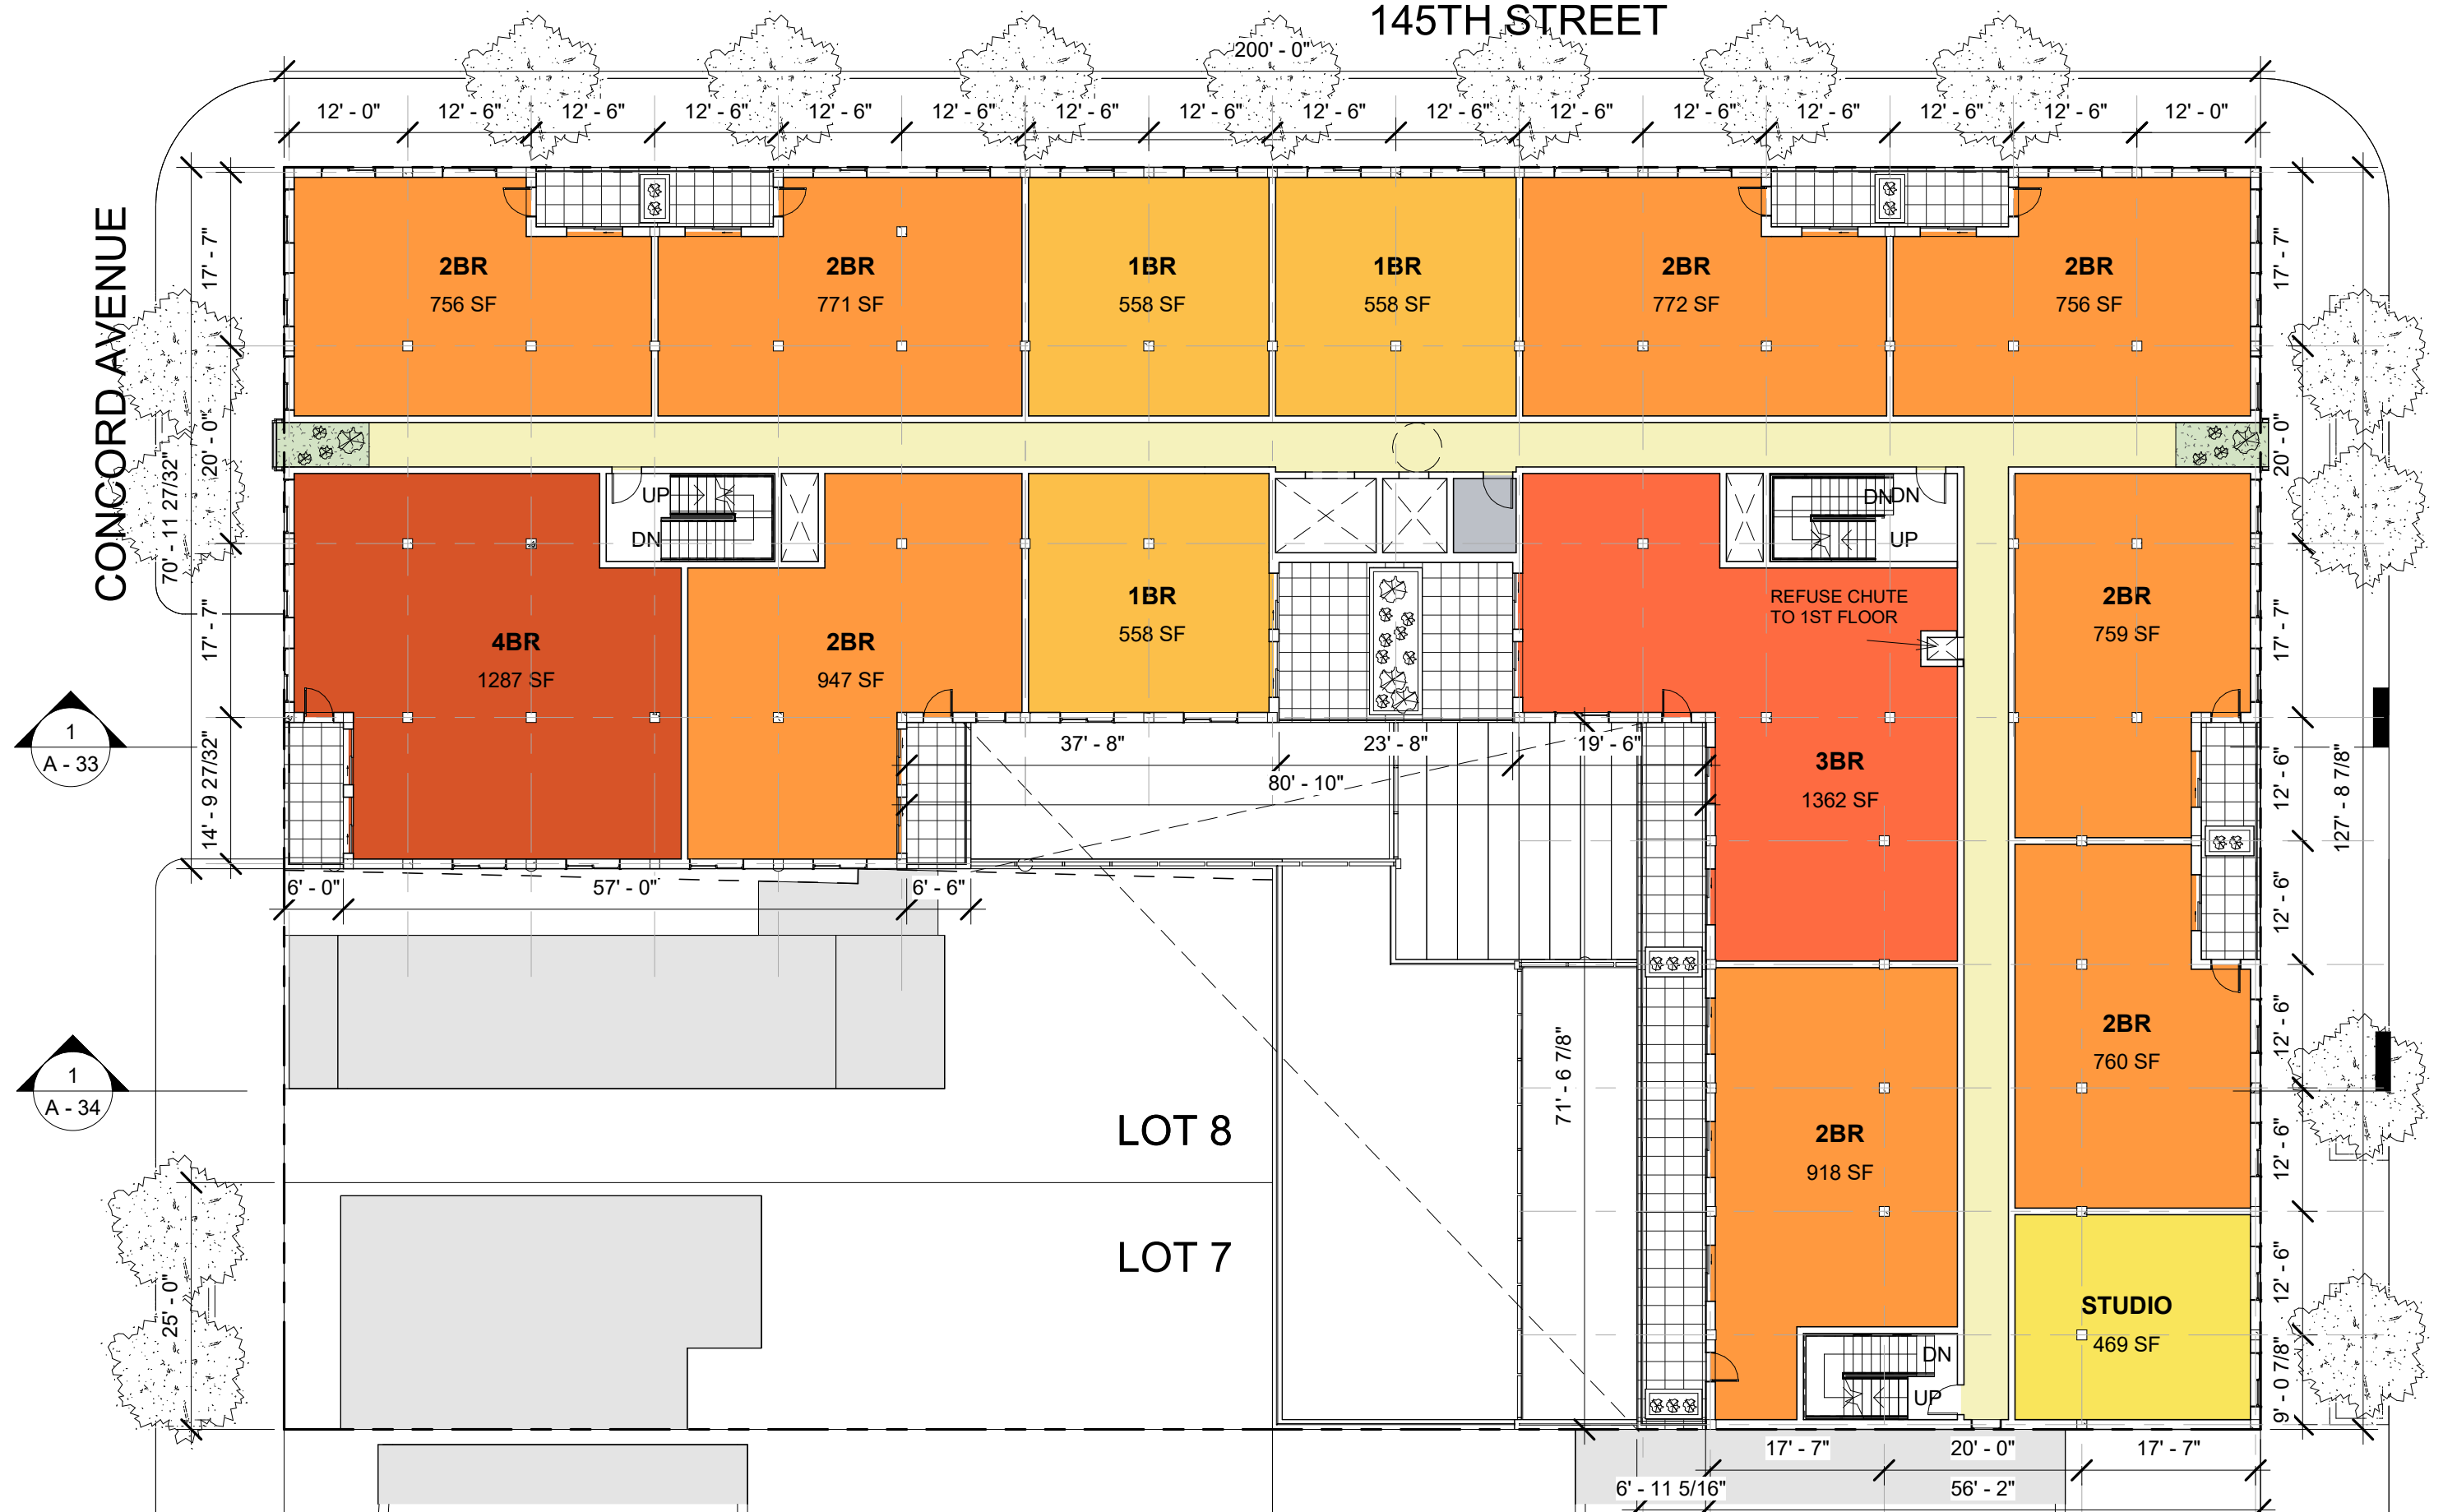 145TH STREET
200' - 0"
12' - 0"
12' - 6"
12' - 6"
12' - 6"
12' - 6"
12' - 6"
12' - 6"
12' - 6"
12' - 6"
12' - 6"
12' - 6"
12' - 6"
12' - 6"
12' - 6"
12' - 6"
12' - 0"
CONCORD AVENUE
17' - 7"
20' - 0"
70' - 11 27/32"
17' - 7"
14' - 9 27/32"
25' - 0"
2BR
756 SF
2BR
771 SF
1BR
558 SF
1BR
558 SF
2BR
772 SF
2BR
756 SF
17' - 7"
20' - 0"
17' - 7"
12' - 6"
127' - 8 7/8"
12' - 6"
12' - 6"
12' - 6"
12' - 6"
9' - 0 7/8"
UP
DN
DN
DN
UP
4BR
1287 SF
2BR
947 SF
1BR
558 SF
REFUSE CHUTE
TO 1ST FLOOR
2BR
759 SF
1
A - 33
37' - 8"
23' - 8"
19' - 6"
80' - 10"
3BR
1362 SF
6' - 0"
57' - 0"
6' - 6"
2BR
760 SF
1
A - 34
71' - 6 7/8"
LOT 8
2BR
918 SF
LOT 7
STUDIO
469 SF
DN
UP
17' - 7"
20' - 0"
17' - 7"
6' - 11 5/16"
56' - 2"